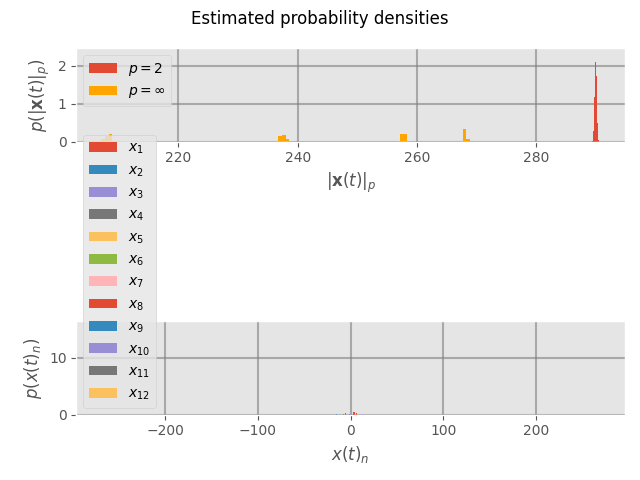 Estimated probability densities
p(|x(t)|_p)
2
1
0
p = 2
p = ∞
220
240
260
280
|x(t)|_p
x_1
x_2
x_3
x_4
x_5
x_6
x_7
x_8
x_9
x_10
x_11
x_12
p(x(t)_n)
10
0
−200
−100
0
100
200
x(t)_n